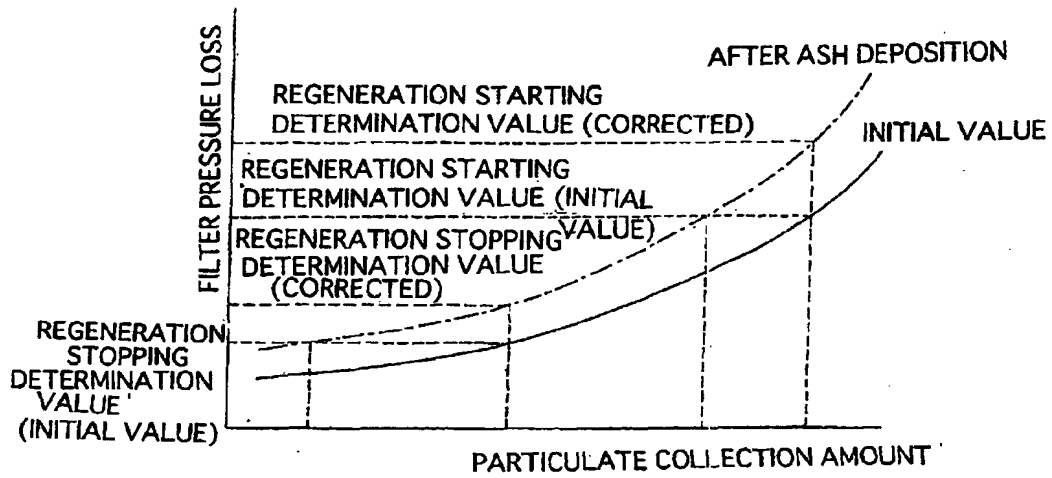 FILTER PRESSURE LOSS
AFTER ASH DEPOSITION
REGENERATION STARTING
DETERMINATION VALUE (CORRECTED)
INITIAL VALUE
REGENERATION STARTING
DETERMINATION VALUE (INITIAL
VALUE)
REGENERATION STOPPING
DETERMINATION VALUE
(CORRECTED)
REGENERATION
STOPPING
DETERMINATION
VALUE
(INITIAL VALUE)
PARTICULATE COLLECTION AMOUNT